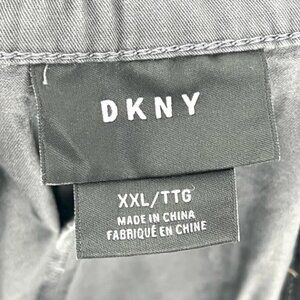 DKNY
XXL/TTG
MADE IN CHINA
FABRIQUÉ EN CHINE